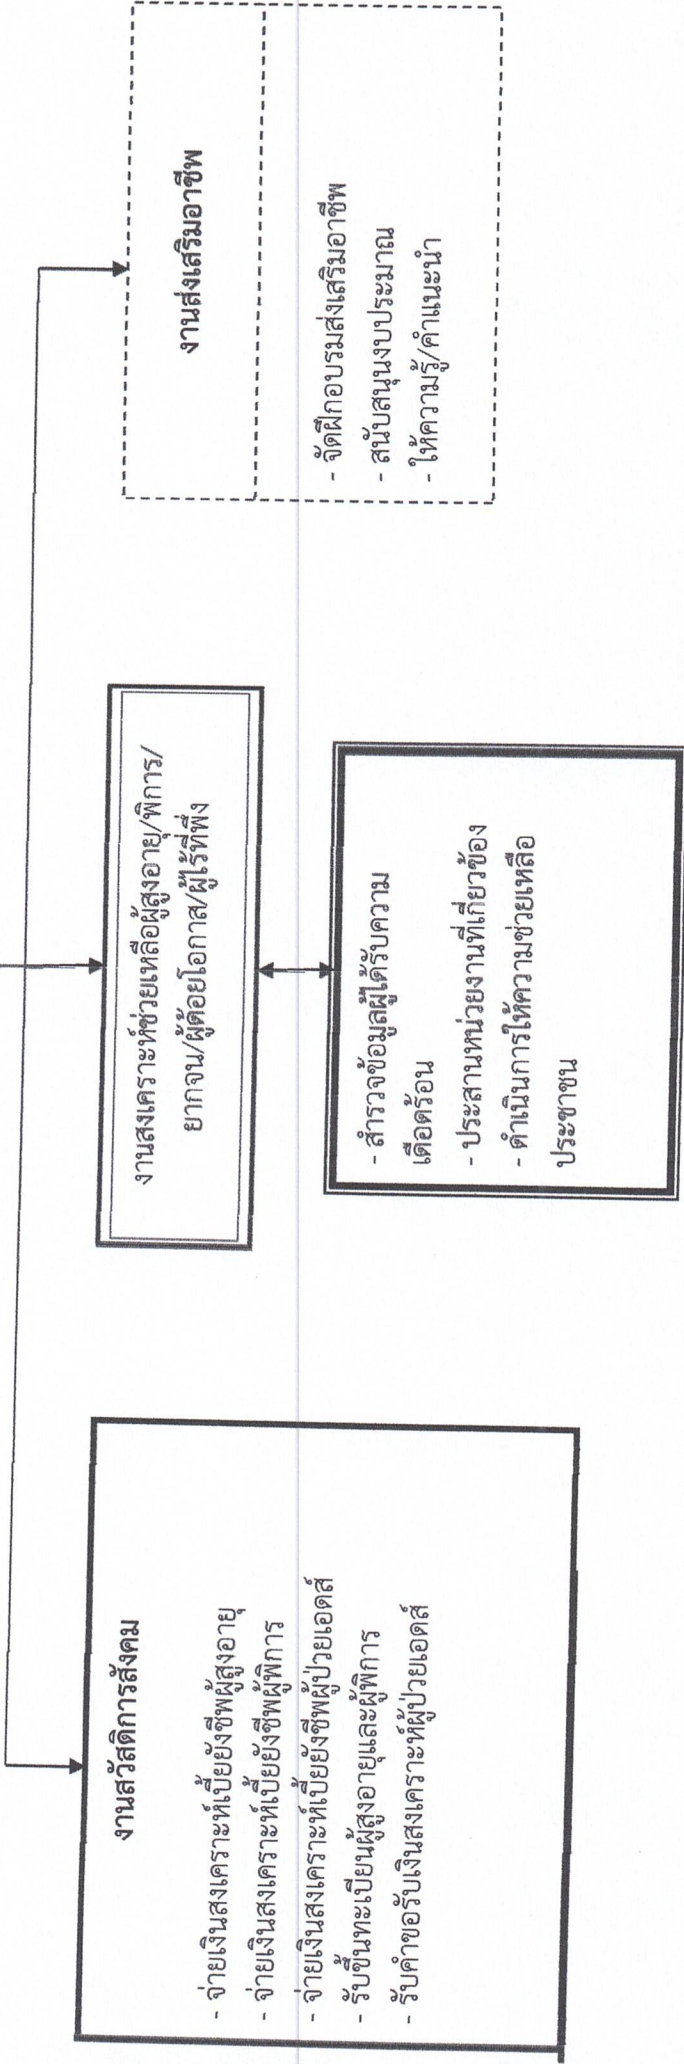 งานสวัสดิการสังคม
- จ่ายเงินสงเคราะห์เบี้ยยังชีพผู้สูงอายุ
- จ่ายเงินสงเคราะห์เบี้ยยังชีพผู้พิการ
- จ่ายเงินสงเคราะห์เบี้ยยังชีพผู้ป่วยเอดส์
- รับขึ้นทะเบียนผู้สูงอายุและผู้พิการ
- รับคำขอรับเงินสงเคราะห์ผู้ป่วยเอดส์
งานสงเคราะห์ช่วยเหลือผู้สูงอายุ/พิการ/
ยากจน/ผู้ด้อยโอกาส/ผู้ไร้ที่พึ่ง
- สำรวจข้อมูลผู้ได้รับความ
เดือดร้อน
- ประสานหน่วยงานที่เกี่ยวข้อง
- ดำเนินการให้ความช่วยเหลือ
ประชาชน
งานส่งเสริมอาชีพ
- จัดฝึกอบรมส่งเสริมอาชีพ
- สนับสนุนงบประมาณ
- ให้ความรู้/คำแนะนำ